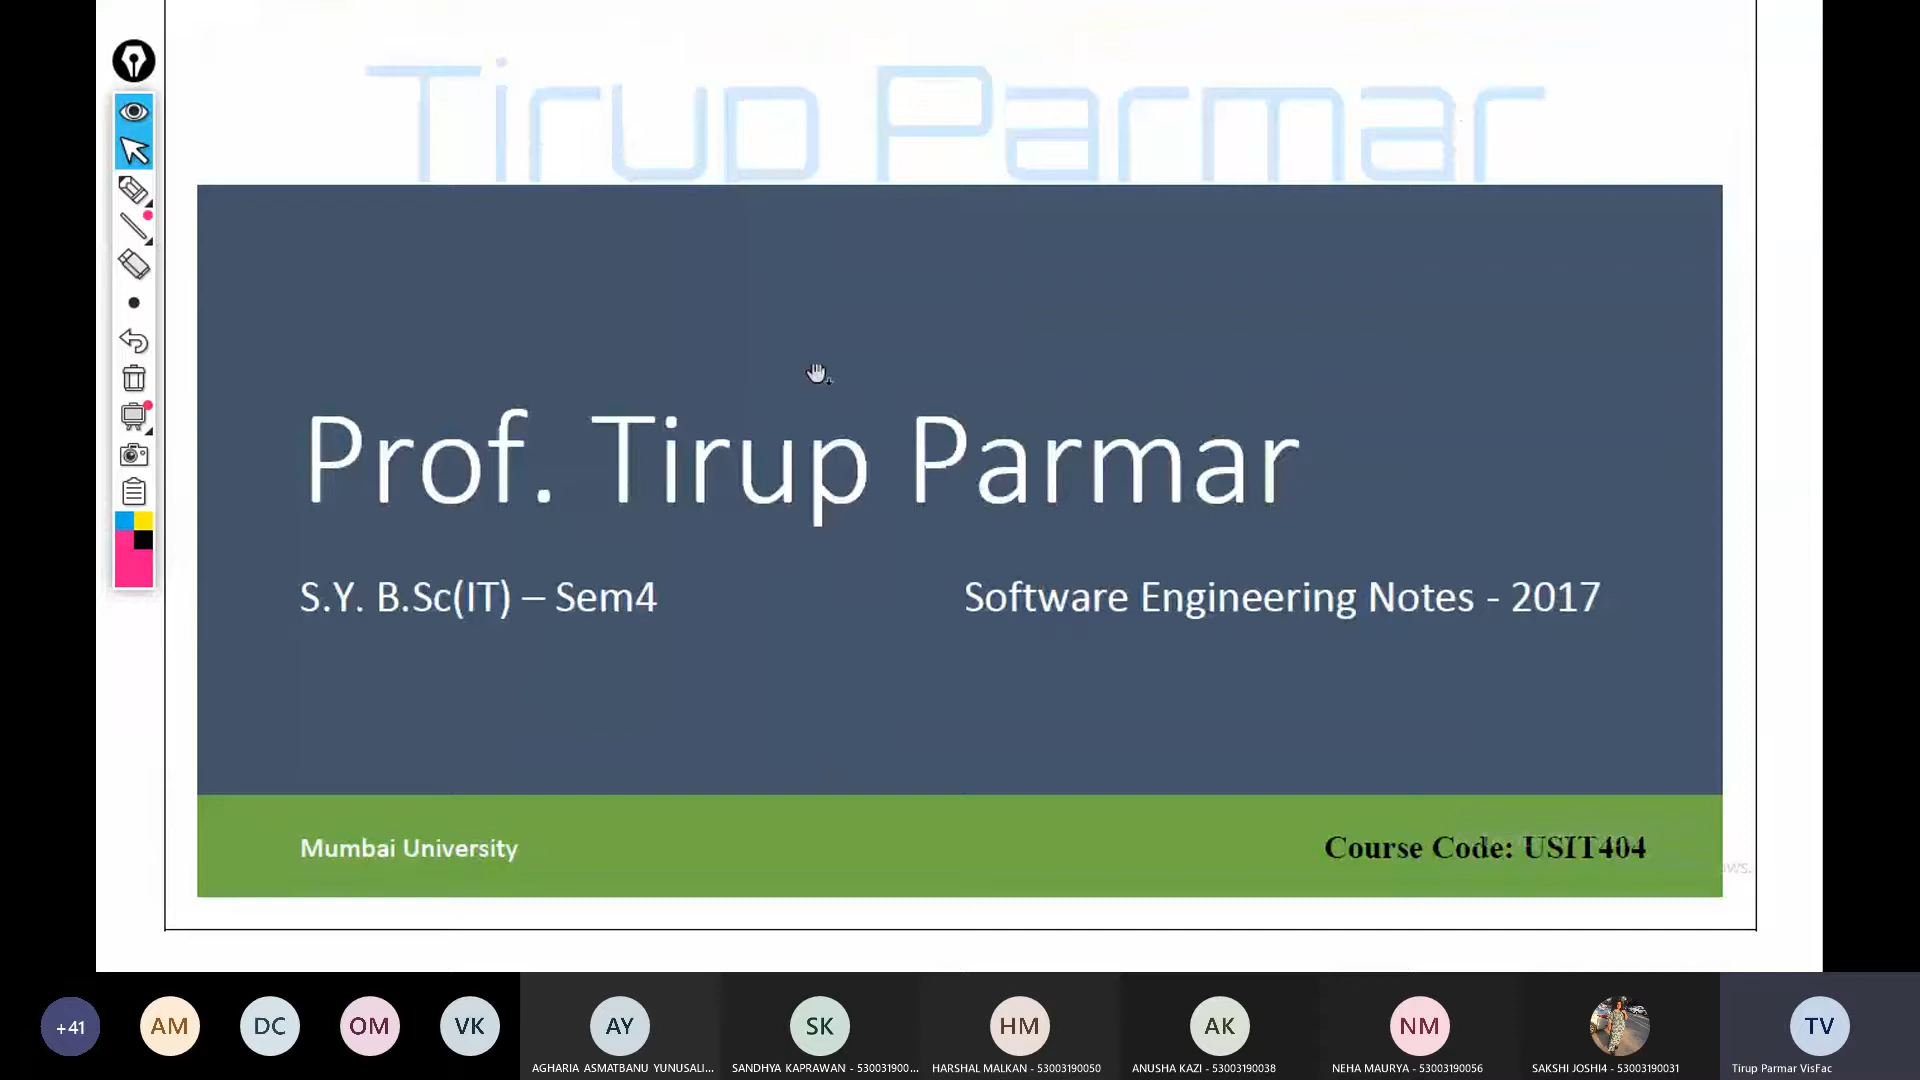 Tirup Parmar
Prof. Tirup Parmar
S.Y. B.Sc(IT) – Sem4
Software Engineering Notes - 2017
Mumbai University
Course Code: USIT404
ws.
+41
AM
DC
OM
VK
AY
SK
HM
AK
NM
TV
AGHARIA ASMATBANU YUNUSALI...
SANDHYA KAPRAWAN - 530031900...
HARSHAL MALKAN - 53003190050
ANUSHA KAZI - 53003190038
NEHA MAURYA - 53003190056
SAKSHI JOSHI4 - 53003190031
Tirup Parmar VisFac